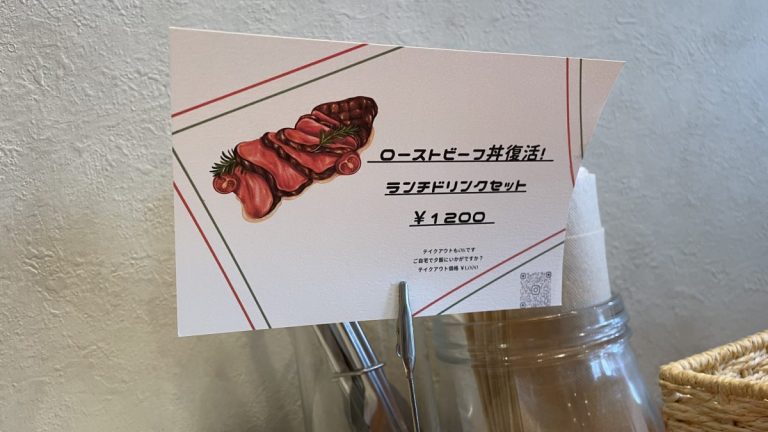 ローストビーフ丼復活!
ランチドリンクセット
¥1200
テイクアウトもOKです
ご自宅で夕飯にいかがですか?
テイクアウト価格 ¥1,000